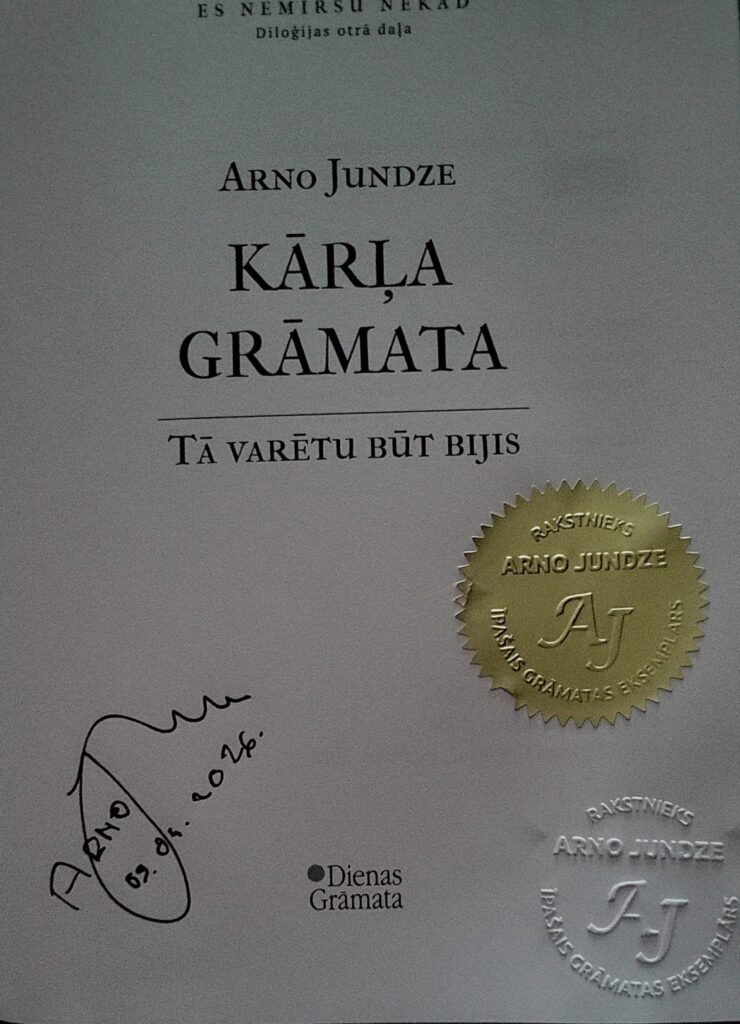 ES NEMIRSU NEKAD
Diloģijas otrā daļa
ARNO JUNDZE
KĀRĻA
GRĀMATA
TĀ VARĒTU BŪT BIJIS
RAKSTNIEKS
ARNO JUNDZE
AJ
ĪPAŠAIS GRĀMATAS EKSEMPLĀRS
ARNO
2026.
Dienas
Grāmata
RAKSTNIEKS
ARNO JUNDZE
AJ
ĪPAŠAIS GRĀMATAS EKSEMPLĀRS